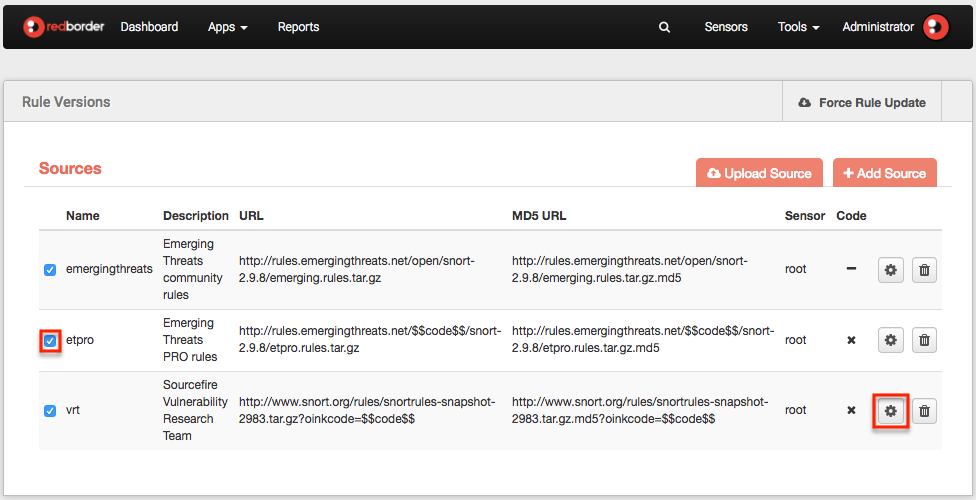 redborder Dashboard Apps Reports Sensors Tools Administrator
Rule Versions Force Rule Update
Sources Upload Source + Add Source
Name Description URL MD5 URL Sensor Code
emergingthreats
Emerging
Threats
community
rules
http://rules.emergingthreats.net/open/snort-
2.9.8/emerging.rules.tar.gz
http://rules.emergingthreats.net/open/snort-
2.9.8/emerging.rules.tar.gz.md5
root
etpro
Emerging
Threats
PRO rules
http://rules.emergingthreats.net/$$code$$/snort-
2.9.8/etpro.rules.tar.gz
http://rules.emergingthreats.net/$$code$$/snort-
2.9.8/etpro.rules.tar.gz.md5
root
vrt
Sourcefire
Vulnerability
Research
Team
http://www.snort.org/rules/snortrules-snapshot-
2983.tar.gz?oinkcode=$$code$$
http://www.snort.org/rules/snortrules-snapshot-
2983.tar.gz.md5?oinkcode=$$code$$
root